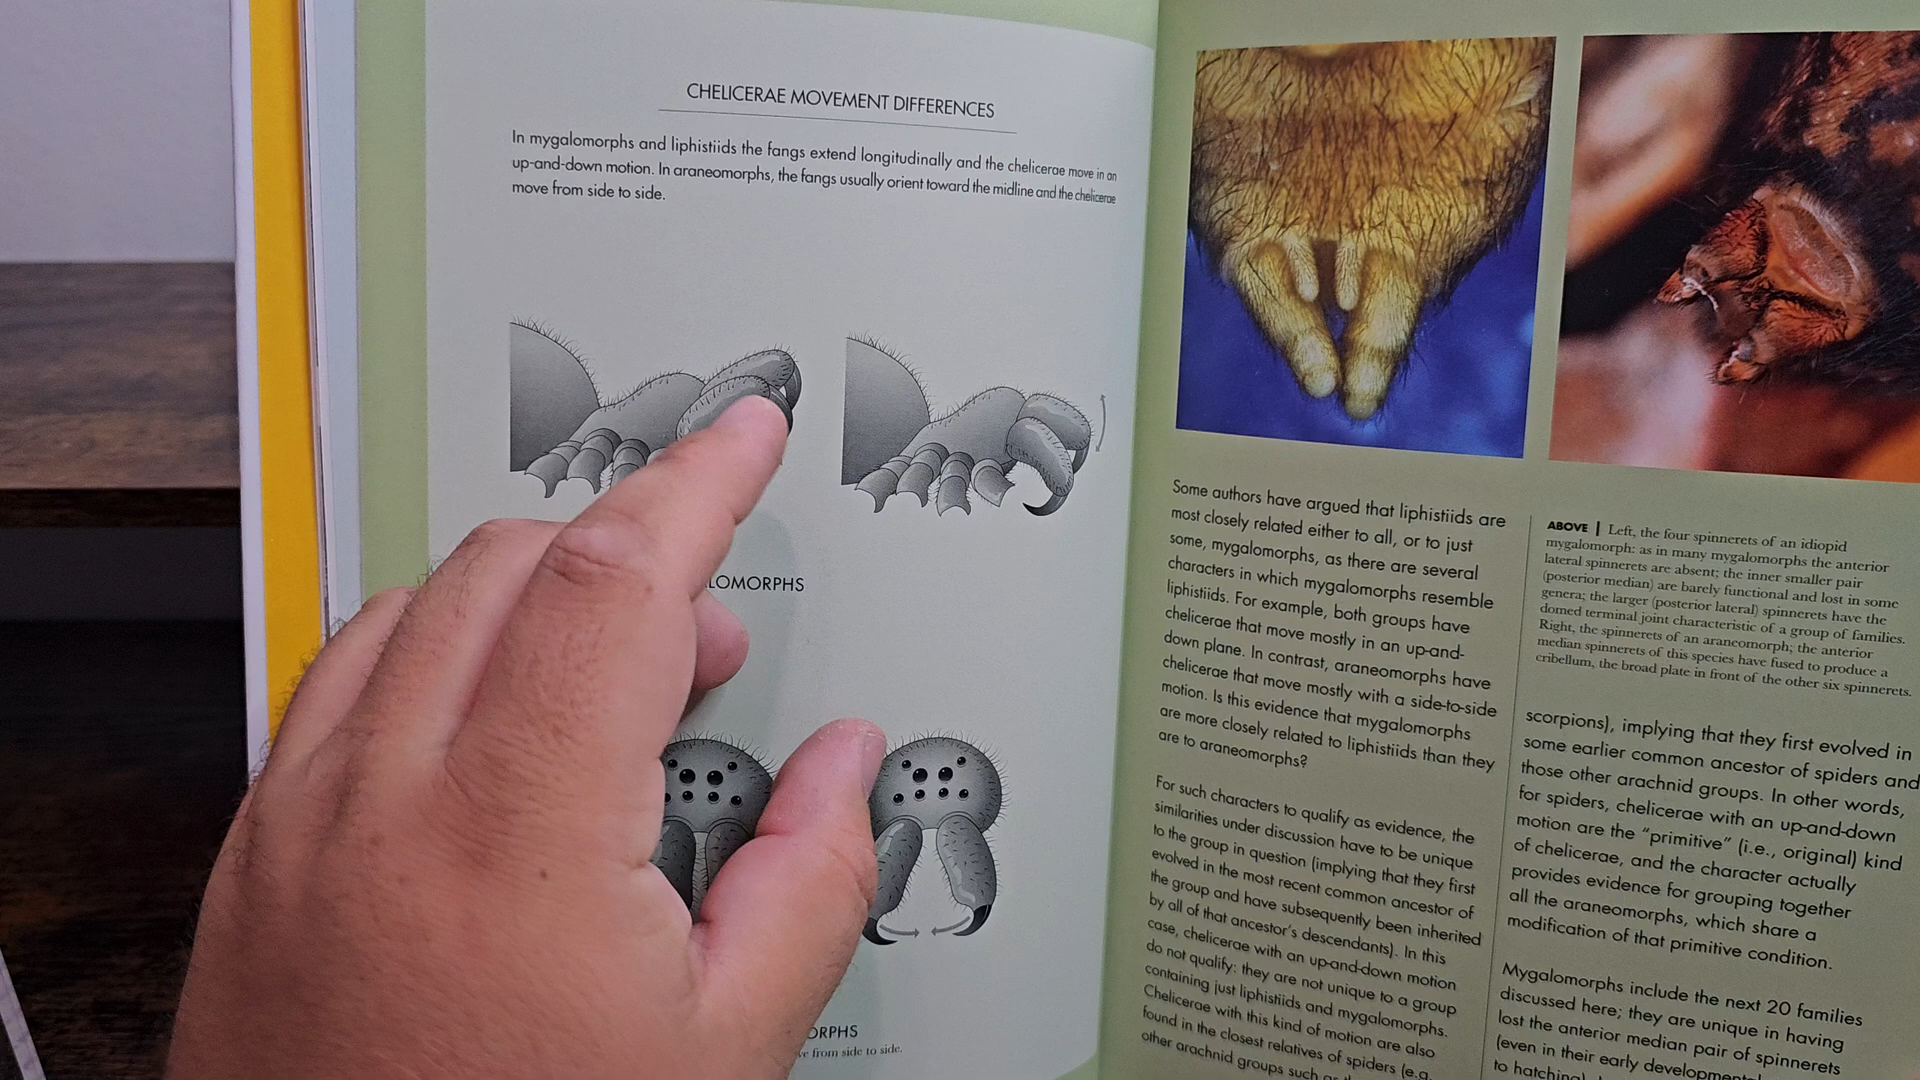 CHELICERAE MOVEMENT DIFFERENCES
In mygalomorphs and liphistiids the fangs extend longitudinally and the chelicerae move in an
up-and-down motion. In araneomorphs, the fangs usually orient toward the midline and the chelicerae
move from side to side.
LOMORPHS
ORPHS
ve from side to side.
Some authors have argued that liphistiids are
most closely related either to all, or to just
some, mygalomorphs, as there are several
characters in which mygalomorphs resemble
liphistiids. For example, both groups have
chelicerae that move mostly in an up-and-
down plane. In contrast, araneomorphs have
chelicerae that move mostly with a side-to-side
motion. Is this evidence that mygalomorphs
are more closely related to liphistiids than they
are to araneomorphs?
For such characters to qualify as evidence, the
similarities under discussion have to be unique
to the group in question (implying that they first
evolved in the most recent common ancestor of
the group and have subsequently been inherited
by all of that ancestor's descendants). In this
case, chelicerae with an up-and-down motion
do not qualify: they are not unique to a group
containing just liphistiids and mygalomorphs.
Chelicerae with this kind of motion are also
found in the closest relatives of spiders (e.g.
other arachnid groups such as
ABOVE | Left, the four spinnerets of an idiopid
mygalomorph: as in many mygalomorphs the anterior
lateral spinnerets are absent; the inner smaller pair
(posterior median) are barely functional and lost in some
genera; the larger (posterior lateral) spinnerets have the
domed terminal joint characteristic of a group of families.
Right, the spinnerets of an araneomorph; the anterior
median spinnerets of this species have fused to produce a
cribellum, the broad plate in front of the other six spinnerets.
scorpions), implying that they first evolved in
some earlier common ancestor of spiders and
those other arachnid groups. In other words,
for spiders, chelicerae with an up-and-down
motion are the "primitive" (i.e., original) kind
of chelicerae, and the character actually
provides evidence for grouping together
all the araneomorphs, which share a
modification of that primitive condition.
Mygalomorphs include the next 20 families
discussed here; they are unique in having
lost the anterior median pair of spinnerets
(even in their early developmental
to hatching)